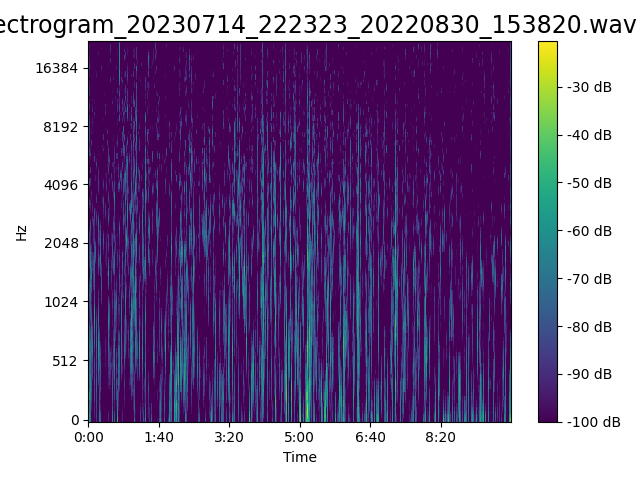 ectrogram_20230714_222323_20220830_153820.wav
16384
8192
4096
2048
1024
512
0
Hz
0:00 1:40 3:20 5:00 6:40 8:20
Time
-30 dB
-40 dB
-50 dB
-60 dB
-70 dB
-80 dB
-90 dB
-100 dB